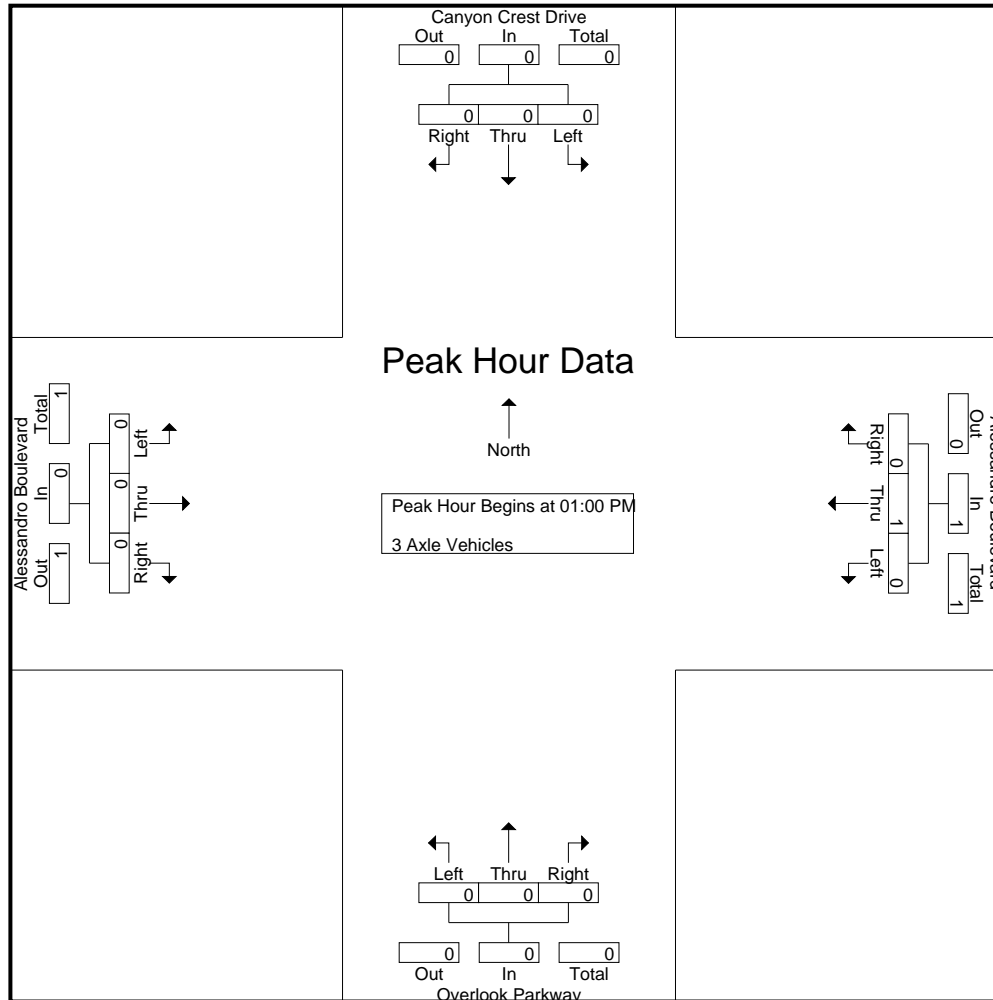 Canyon Crest Drive
Out In Total
0 0 0
0 0 0
Right Thru Left
Peak Hour Data
North
Peak Hour Begins at 01:00 PM
3 Axle Vehicles
Alessandro Boulevard
Out In Total
1 0 1
Left Thru Right
0 0 0
Right Thru Left
0 1 0
Out In Total
0 1 1
Left Thru Right
0 0 0
0 0 0
Out In Total
Overlook Parkway